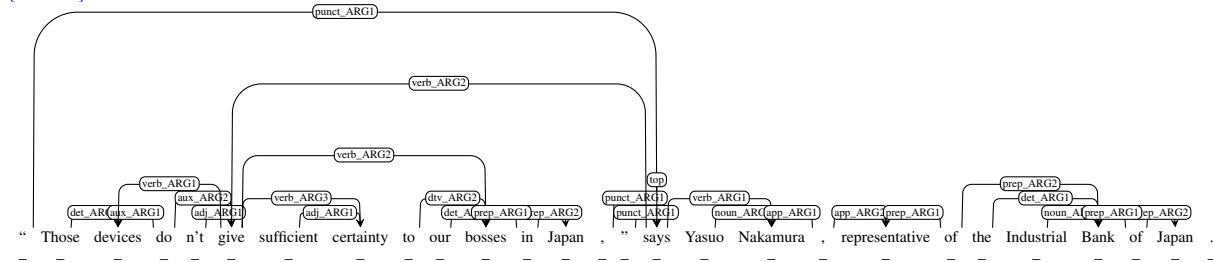 punct_ARG1
verb_ARG2
verb_ARG2
top
verb_ARG1 prep_ARG2
aux_ARG2 verb_ARG3 dtv_ARG2 punct_ARG1 verb_ARG1 det_ARG1
aux_ARG1 adj_ARG1 adj_ARG1 prep_ARG1 punct_ARG1 app_ARG1 prep_ARG1 prep_ARG1
“ Those devices do n't give sufficient certainty to our bosses in Japan , ” says Yasuo Nakamura , representative of the Industrial Bank of Japan .